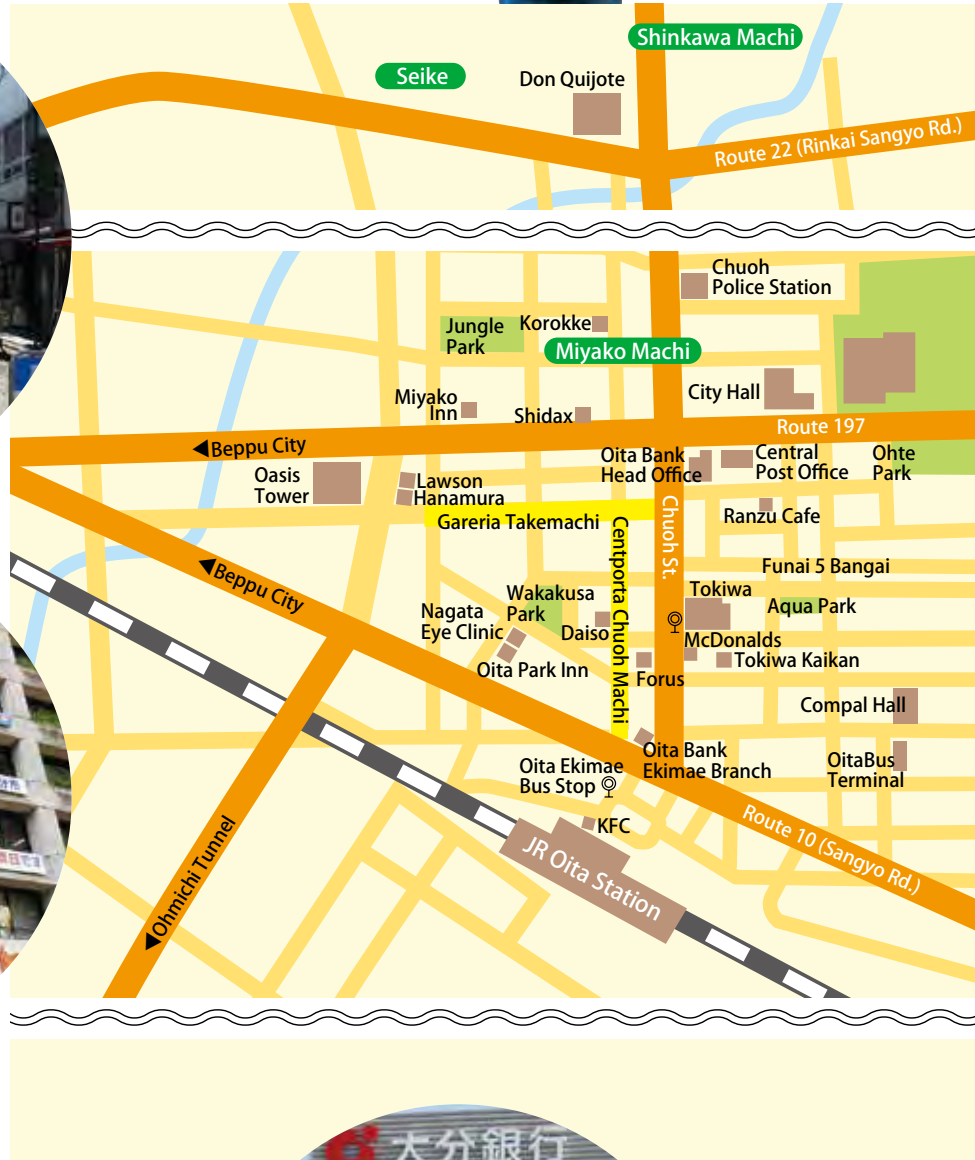 Shinkawa Machi
Seike
Don Quijote
Route 22 (Rinkai Sangyo Rd.)
Chuoh
Police Station
Jungle
Park
Korokke
Miyako Machi
City Hall
Miyako
Inn
Shidax
Route 197
Beppu City
Oita Bank
Head Office
Central
Post Office
Ohte
Park
Oasis
Tower
Lawson
Hanamura
Gareria Takemachi
Ranzu Cafe
Chuoh St.
Centporta Chuoh Machi
Funai 5 Bangai
Beppu City
Tokiwa
Wakakusa
Park
Aqua Park
Nagata
Eye Clinic
Daiso
McDonalds
Tokiwa Kaikan
Oita Park Inn
Forus
Compal Hall
Oita Bank
Ekimae Branch
OitaBus
Terminal
Oita Ekimae
Bus Stop
KFC
Route 10 (Sangyo Rd.)
JR Oita Station
Ohmichi Tunnel
大分銀行